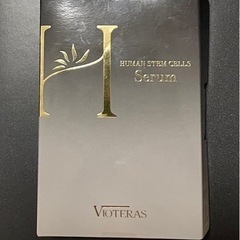 H
HUMAN STEM CELLS
Serum
VIOTERAS